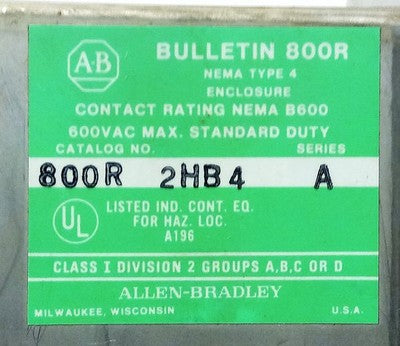 A-B
BULLETIN 800R
NEMA TYPE 4
ENCLOSURE
CONTACT RATING NEMA B600
600VAC MAX. STANDARD DUTY
CATALOG NO. SERIES
800R 2HB4 A
UL
LISTED IND. CONT. EQ.
FOR HAZ. LOC.
A196
CLASS I DIVISION 2 GROUPS A,B,C OR D
ALLEN-BRADLEY
MILWAUKEE, WISCONSIN U.S.A.